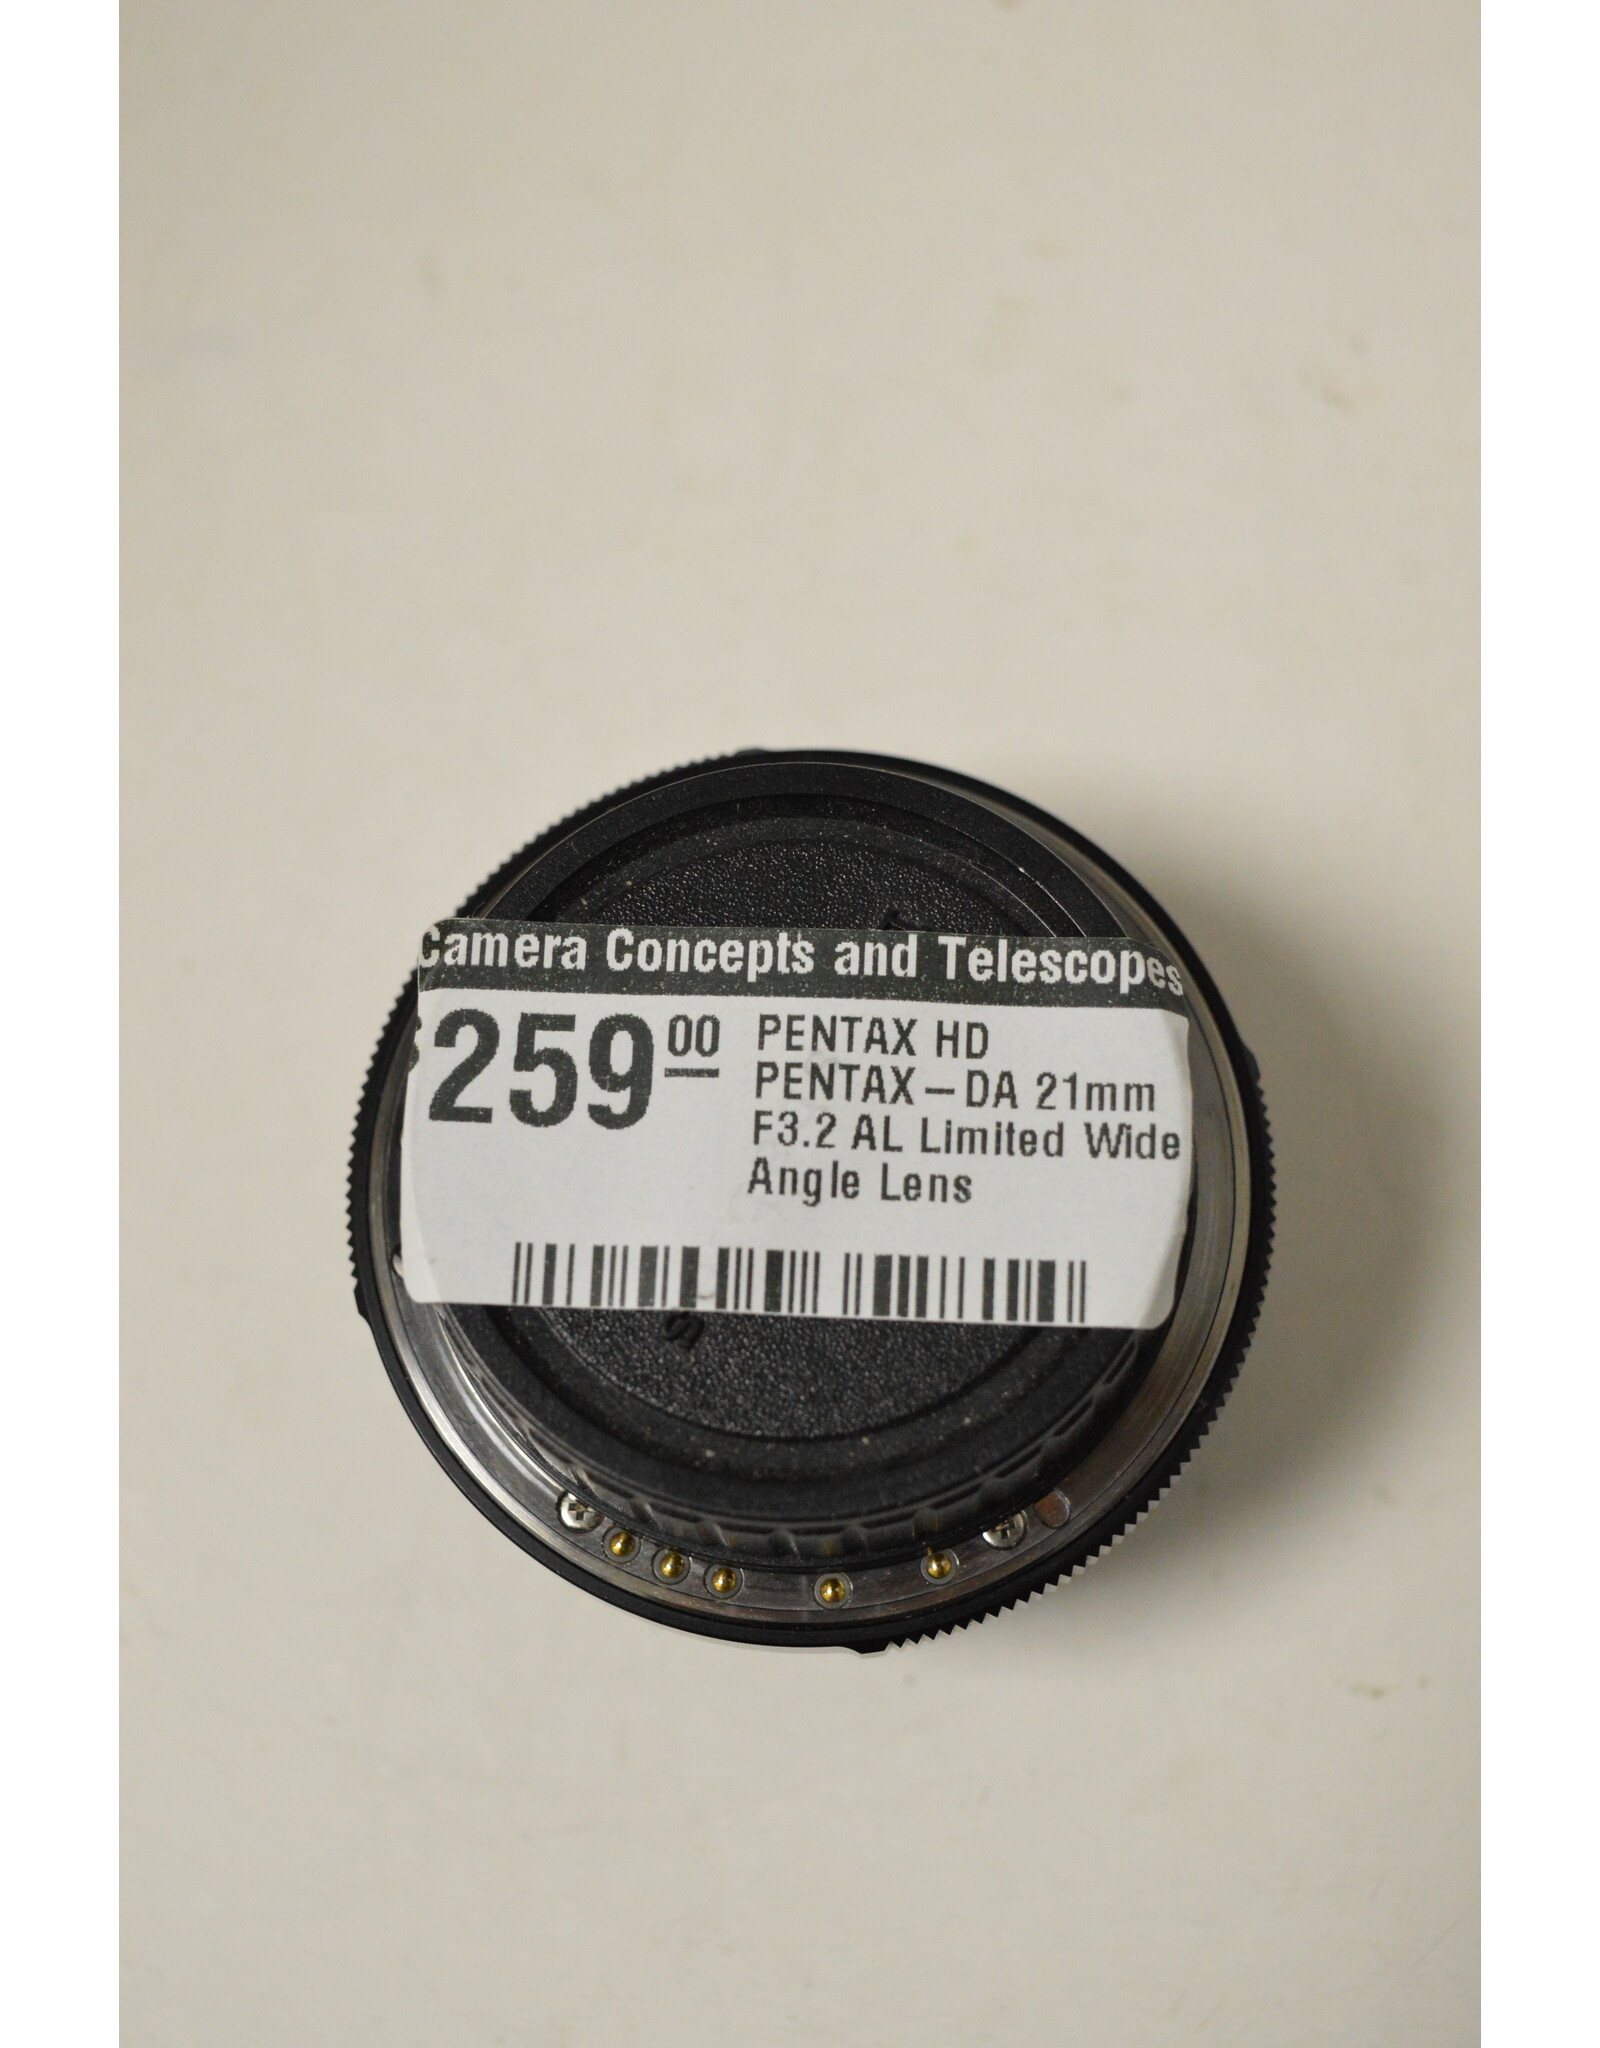 Camera Concepts and Telescopes
$259.00
PENTAX HD
PENTAX-DA 21mm
F3.2 AL Limited Wide
Angle Lens